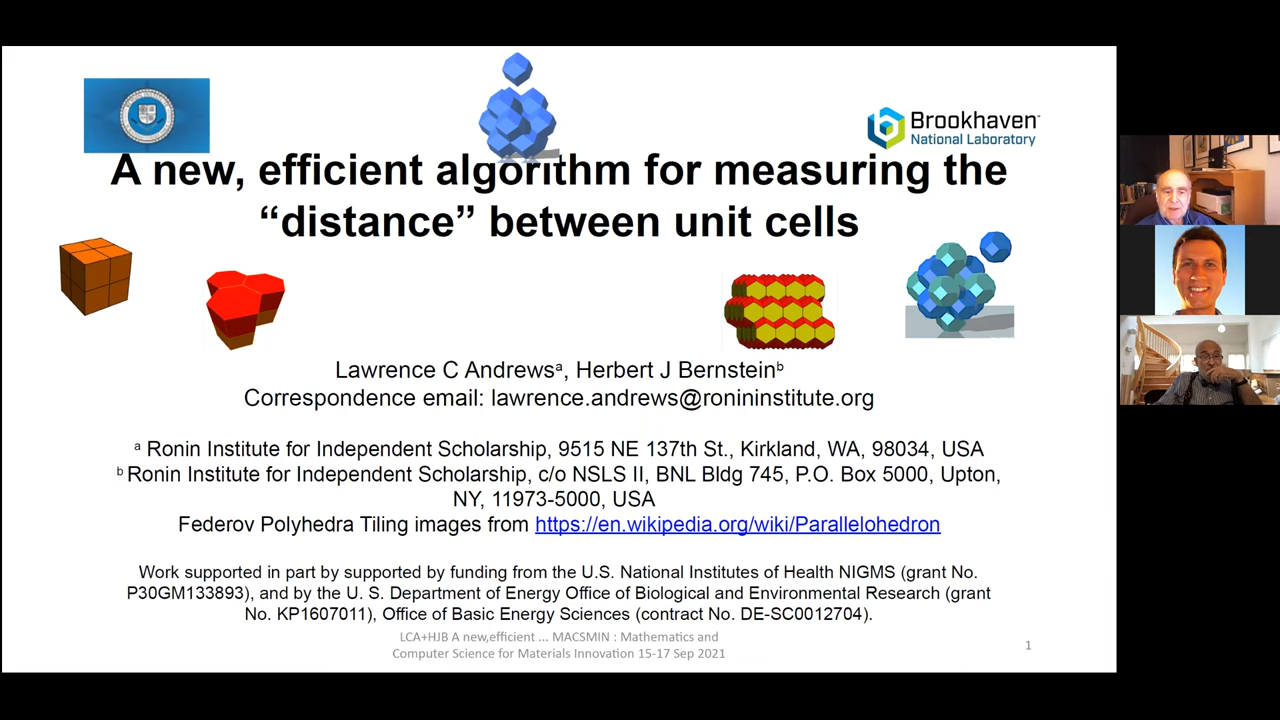 Brookhaven™
National Laboratory
A new, efficient algorithm for measuring the
“distance” between unit cells
Lawrence C Andrewsᵃ, Herbert J Bernsteinᵇ
Correspondence email: lawrence.andrews@ronininstitute.org
ᵃ Ronin Institute for Independent Scholarship, 9515 NE 137th St., Kirkland, WA, 98034, USA
ᵇ Ronin Institute for Independent Scholarship, c/o NSLS II, BNL Bldg 745, P.O. Box 5000, Upton,
NY, 11973-5000, USA
Federov Polyhedra Tiling images from https://en.wikipedia.org/wiki/Parallelohedron
Work supported in part by supported by funding from the U.S. National Institutes of Health NIGMS (grant No.
P30GM133893), and by the U. S. Department of Energy Office of Biological and Environmental Research (grant
No. KP1607011), Office of Basic Energy Sciences (contract No. DE-SC0012704).
LCA+HJB A new,efficient ... MACSMIN : Mathematics and
Computer Science for Materials Innovation 15-17 Sep 2021
1